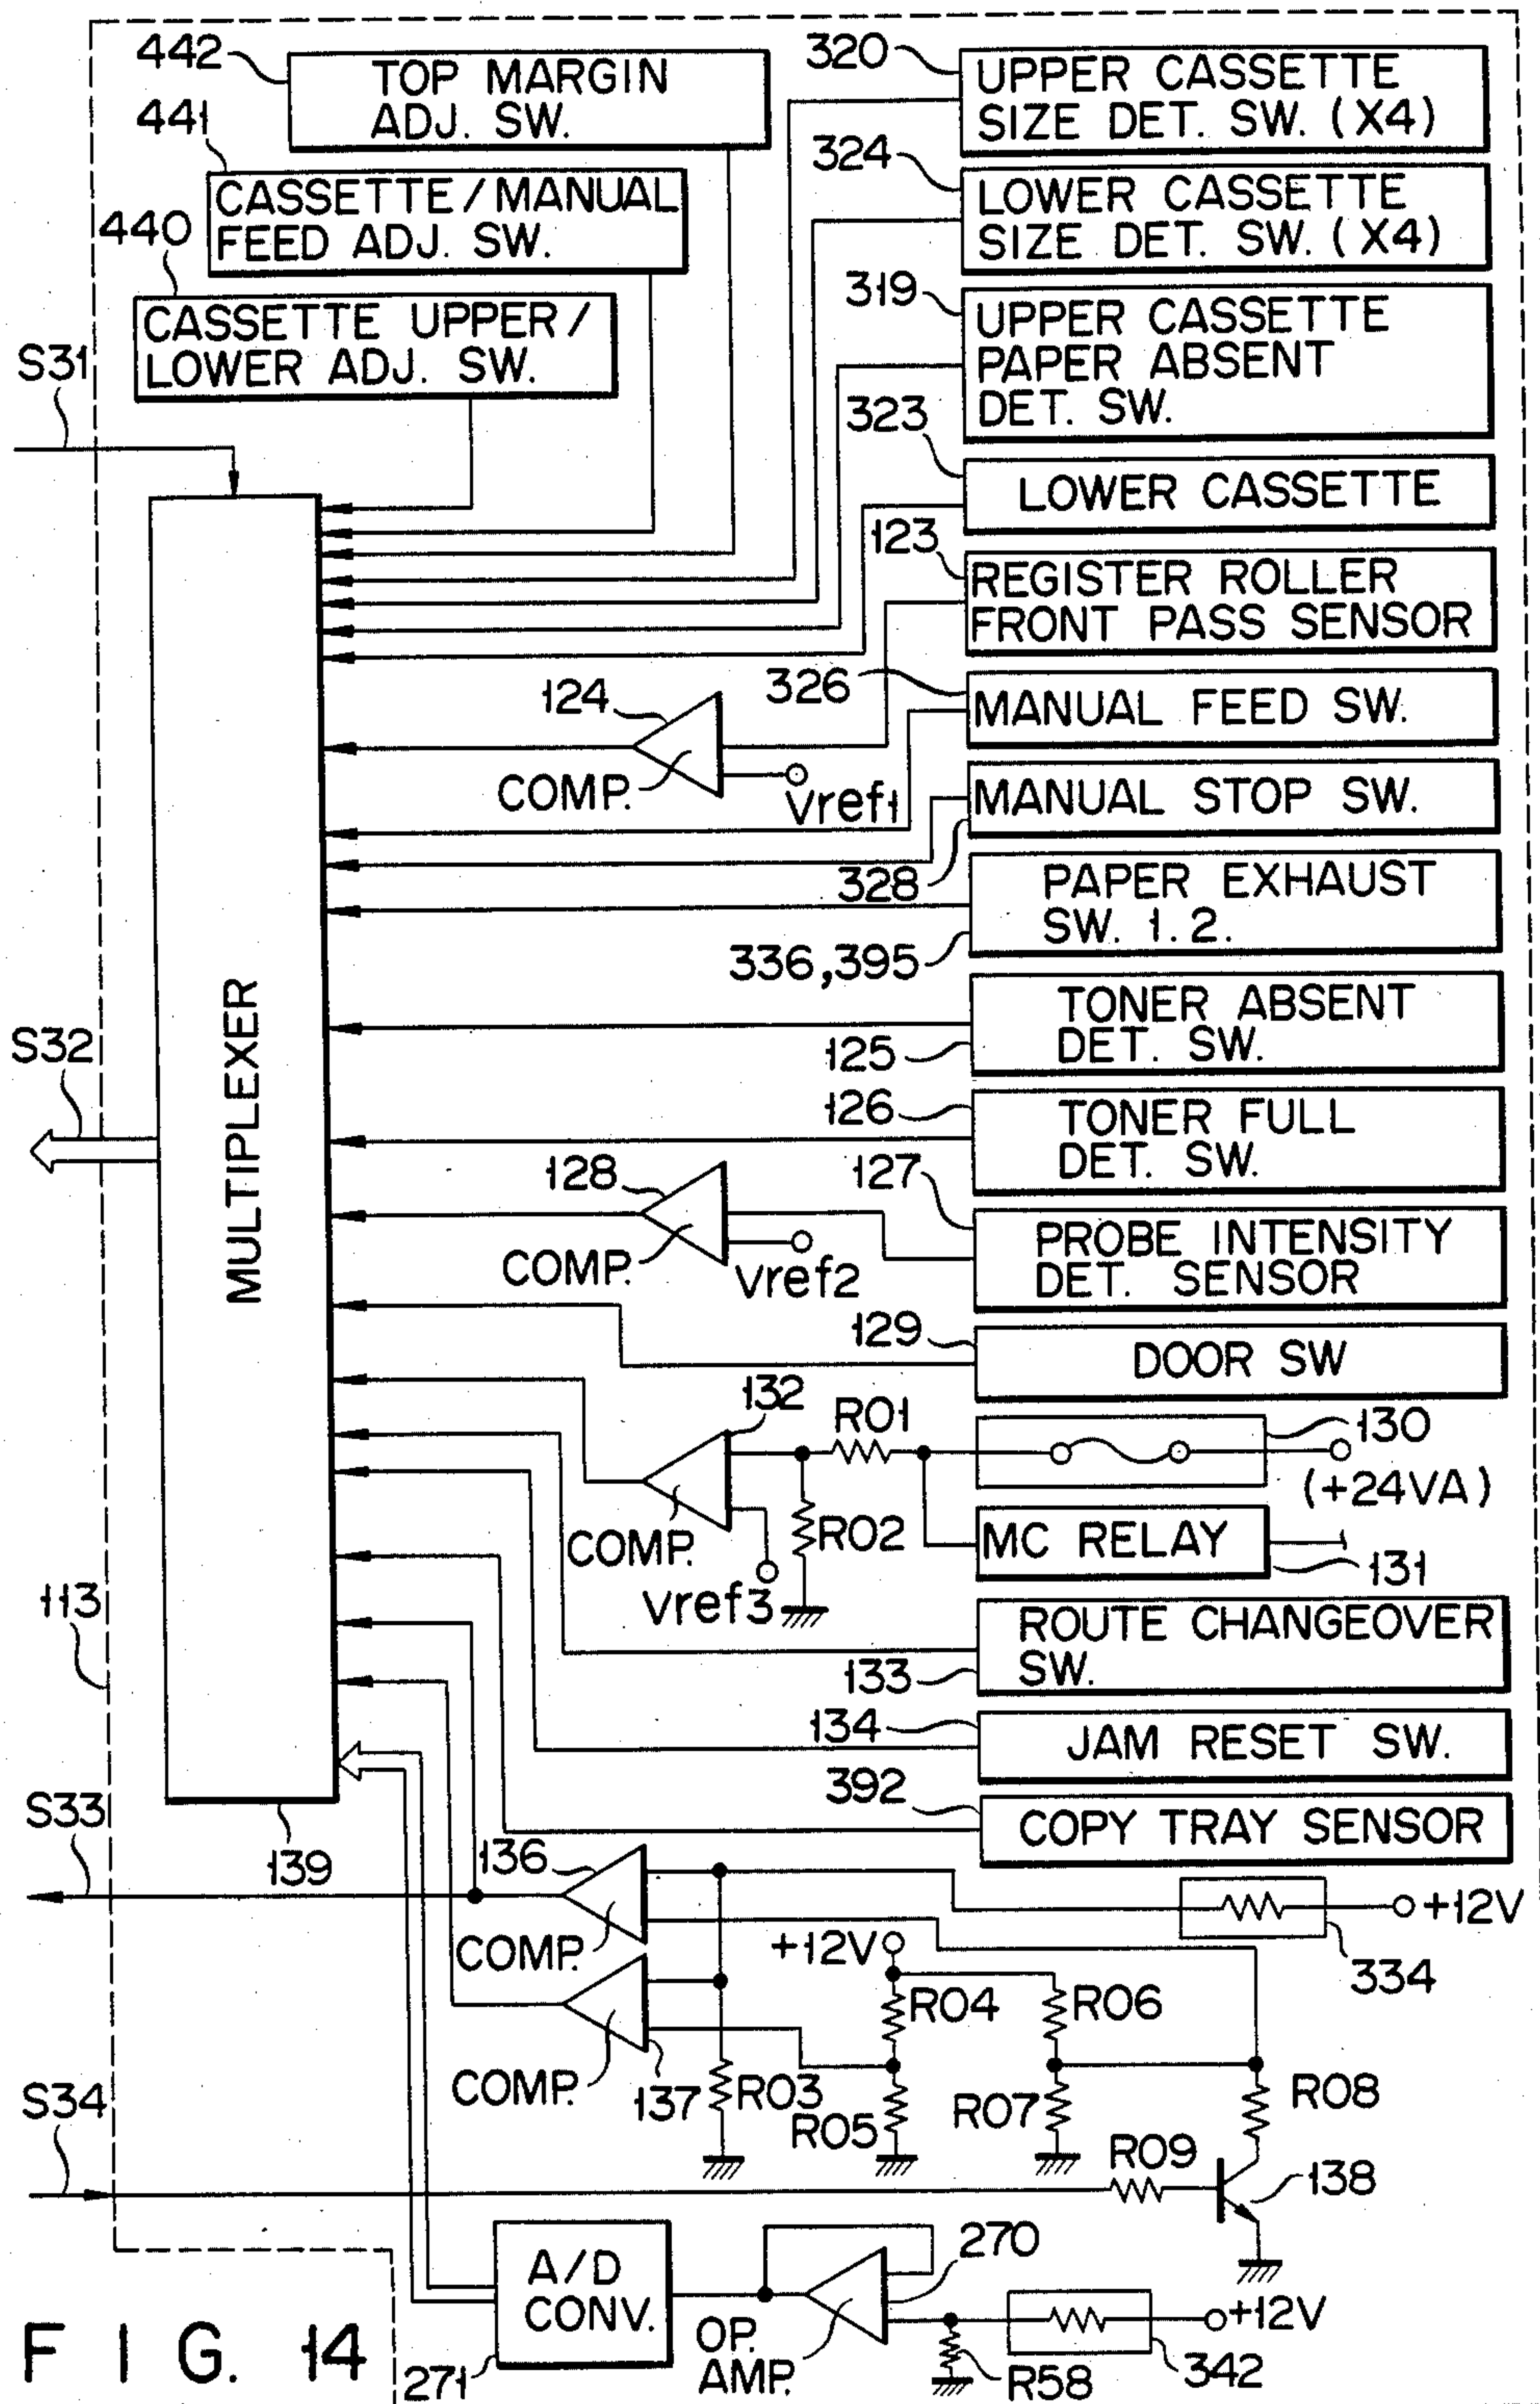 442
TOP MARGIN
ADJ. SW.
441
CASSETTE/MANUAL
FEED ADJ. SW.
440
CASSETTE UPPER/
LOWER ADJ. SW.
S31
320
UPPER CASSETTE
SIZE DET. SW. (X4)
324
LOWER CASSETTE
SIZE DET. SW. (X4)
319
UPPER CASSETTE
PAPER ABSENT
DET. SW.
323
LOWER CASSETTE
123
REGISTER ROLLER
FRONT PASS SENSOR
124
COMP.
Vref1
326
MANUAL FEED SW.
MANUAL STOP SW.
328
PAPER EXHAUST
SW. 1. 2.
336,395
MULTIPLEXER
S32
TONER ABSENT
DET. SW.
125
126
TONER FULL
DET. SW.
128
COMP.
Vref2
127
PROBE INTENSITY
DET. SENSOR
129
DOOR SW
132
COMP.
Vref3
R01
R02
130
(+24VA)
MC RELAY
131
113
ROUTE CHANGEOVER
SW.
133
134
JAM RESET SW.
392
COPY TRAY SENSOR
S33
139
136
COMP.
+12V
334
+12V
R04
R06
COMP.
137
R03
R05
R07
R08
S34
R09
138
A/D
CONV.
271
270
OP.
AMP.
+12V
342
R58
FIG. 14